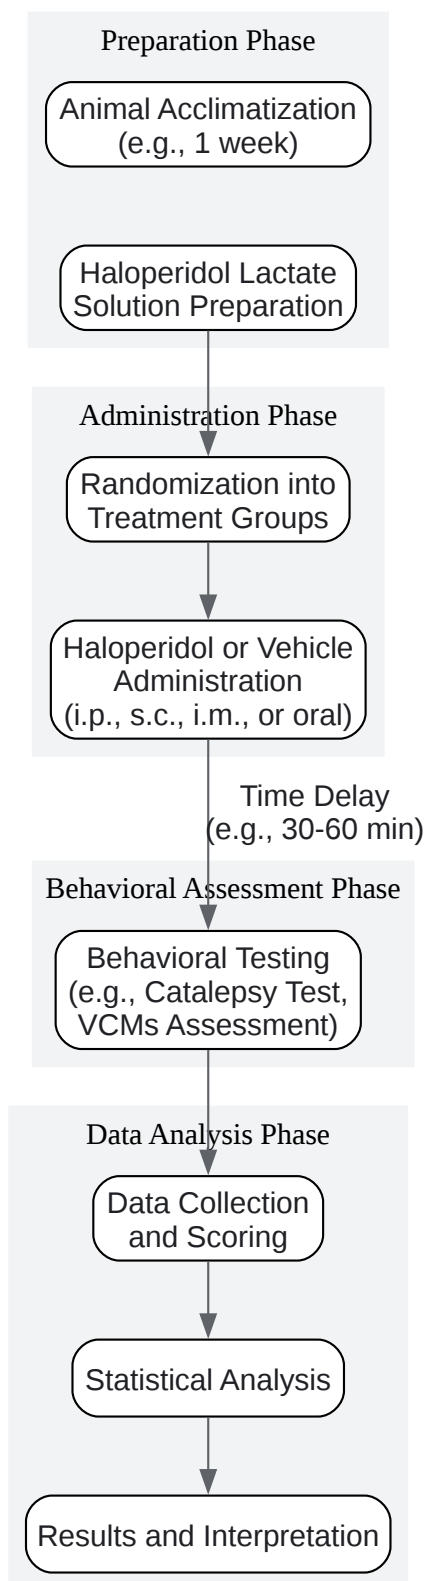 Preparation Phase
Animal Acclimatization
(e.g., 1 week)
Haloperidol Lactate
Solution Preparation
Administration Phase
Randomization into
Treatment Groups
Haloperidol or Vehicle
Administration
(i.p., s.c., i.m., or oral)
Time Delay
(e.g., 30-60 min)
Behavioral Assessment Phase
Behavioral Testing
(e.g., Catalepsy Test,
VCMs Assessment)
Data Analysis Phase
Data Collection
and Scoring
Statistical Analysis
Results and Interpretation